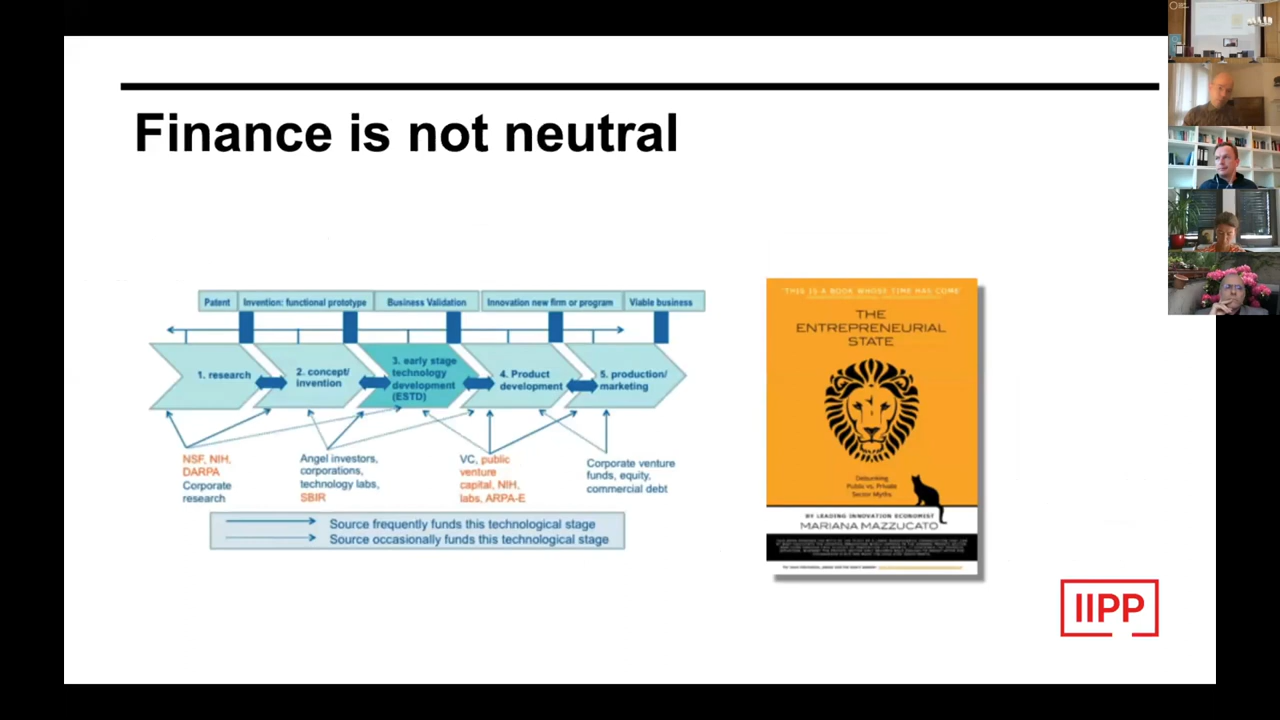 Finance is not neutral
Patent
Invention: functional prototype
Business Validation
Innovation new firm or program
Viable business
1. research
2. concept/
invention
3. early stage
technology
development
(ESTD)
4. Product
development
5. production/
marketing
NSF, NIH,
DARPA
Corporate
research
Angel investors,
corporations,
technology labs,
SBIR
VC, public
venture
capital, NIH,
labs, ARPA-E
Corporate venture
funds, equity,
commercial debt
Source frequently funds this technological stage
Source occasionally funds this technological stage
'THIS IS A BOOK WHOSE TIME HAS COME'
THE
ENTREPRENEURIAL
STATE
Debunking
Public vs. Private
Sector Myths
BY LEADING INNOVATION ECONOMIST
MARIANA MAZZUCATO
IIPP